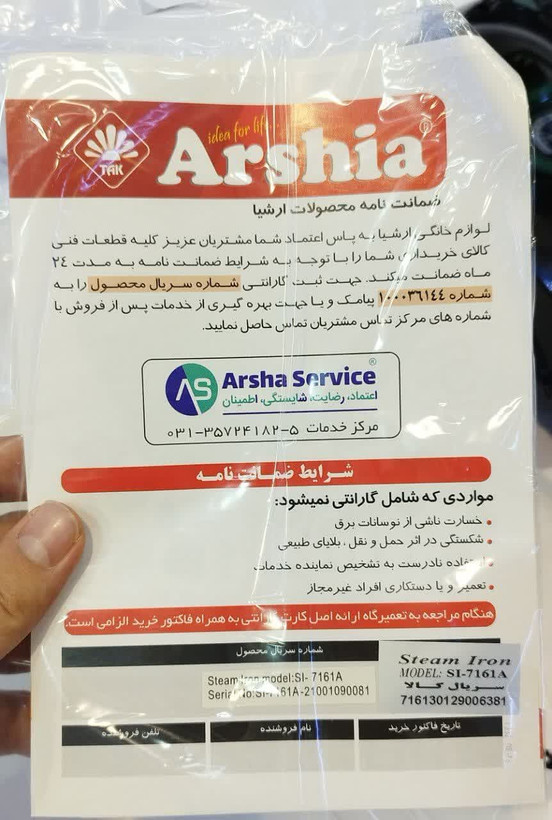 TAK
idea for life
Arshia®
ضمانت نامه محصولات ارشیا
لوازم خانگی ارشیا به پاس اعتماد شما مشتریان عزیز کلیه قطعات فنی
کالای خریداری شما را با توجه به شرایط ضمانت نامه به مدت ۲٤
ماه ضمانت میکند. جهت ثبت گارانتی شماره سریال محصول را به
شماره ۱۰۰۰۳۶۱۴۴ پیامک و یا جهت بهره گیری از خدمات پس از فروش با
شماره های مرکز تماس مشتریان تماس حاصل نمایید.
AS Arsha Service®
اعتماد، رضایت، شایستگی، اطمینان
مرکز خدمات ۵-۳۵۷۲۴۱۸۲-۰۳۱
شرایط ضمانت نامه
مواردی که شامل گارانتی نمیشود:
• خسارت ناشی از نوسانات برق
• شکستگی در اثر حمل و نقل، بلایای طبیعی
• استفاده نادرست به تشخیص نماینده خدمات
• تعمیر و یا دستکاری افراد غیرمجاز
هنگام مراجعه به تعمیرگاه ارائه اصل کارت گارانتی به همراه فاکتور خرید الزامی است.
شماره سریال محصول
Steam Iron model:SI- 7161A
Serial No:SI-7161A-21001090081
Steam Iron
MODEL: SI-7161A
سریال کالا
716130129006381
تاریخ فاکتور خرید
نام فروشنده
تلفن فروشنده